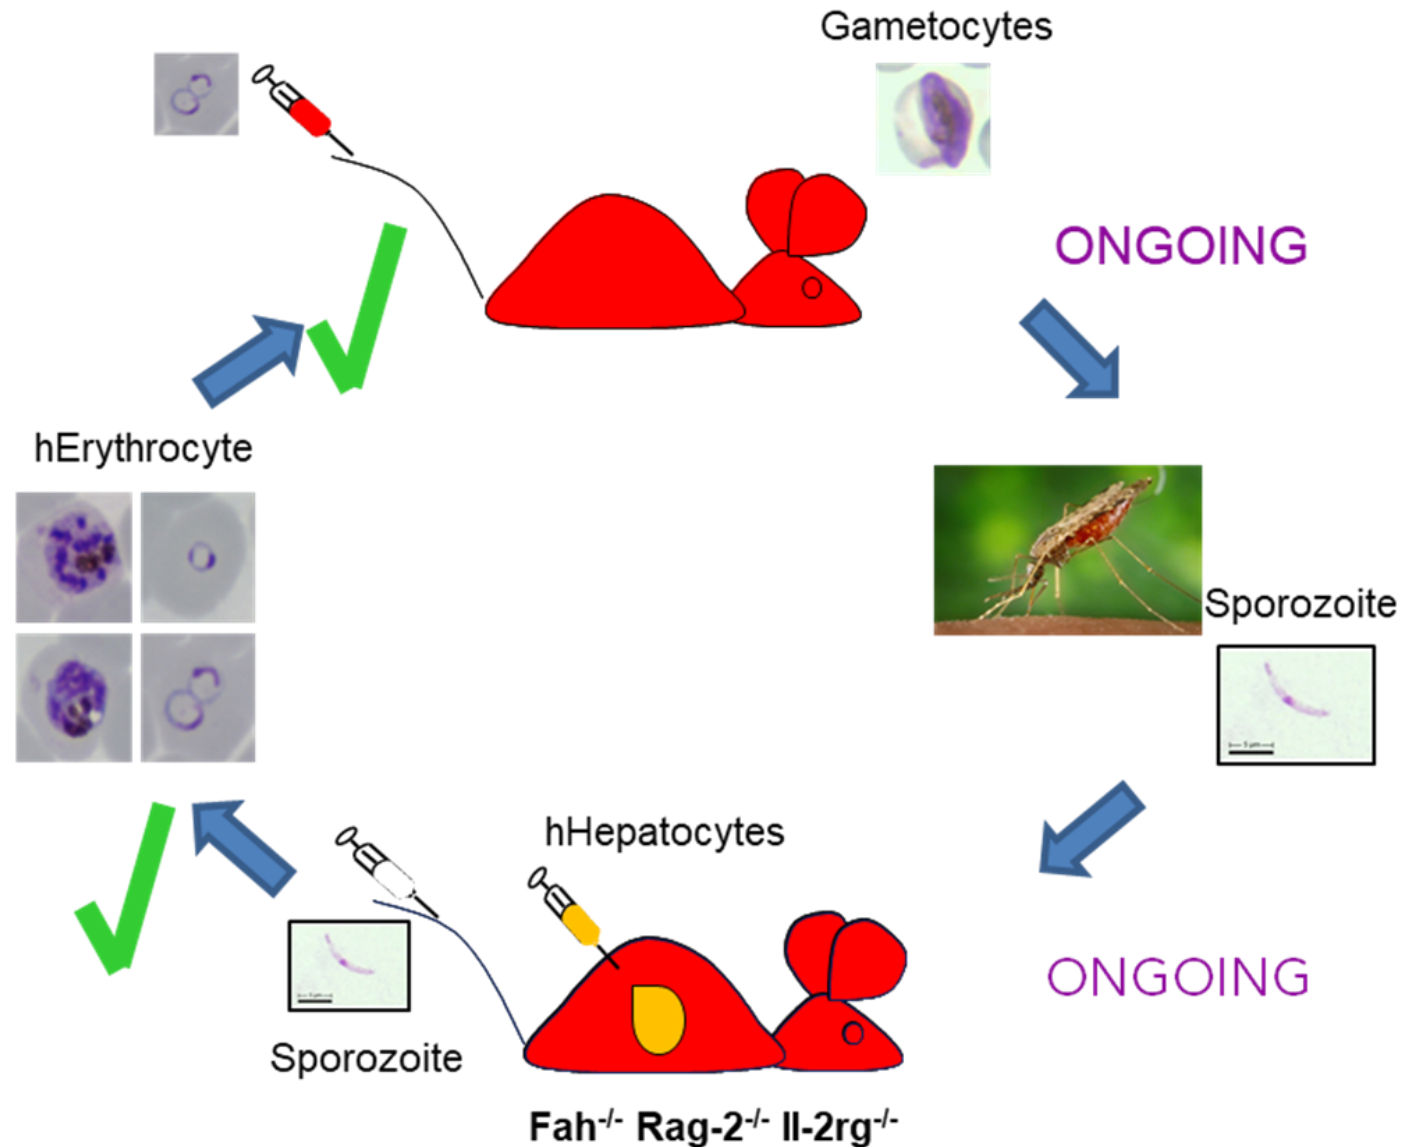 Gametocytes
ONGOING
hErythrocyte
Sporozoite
hHepatocytes
ONGOING
Sporozoite
Fah-/- Rag-2-/- Il-2rg-/-